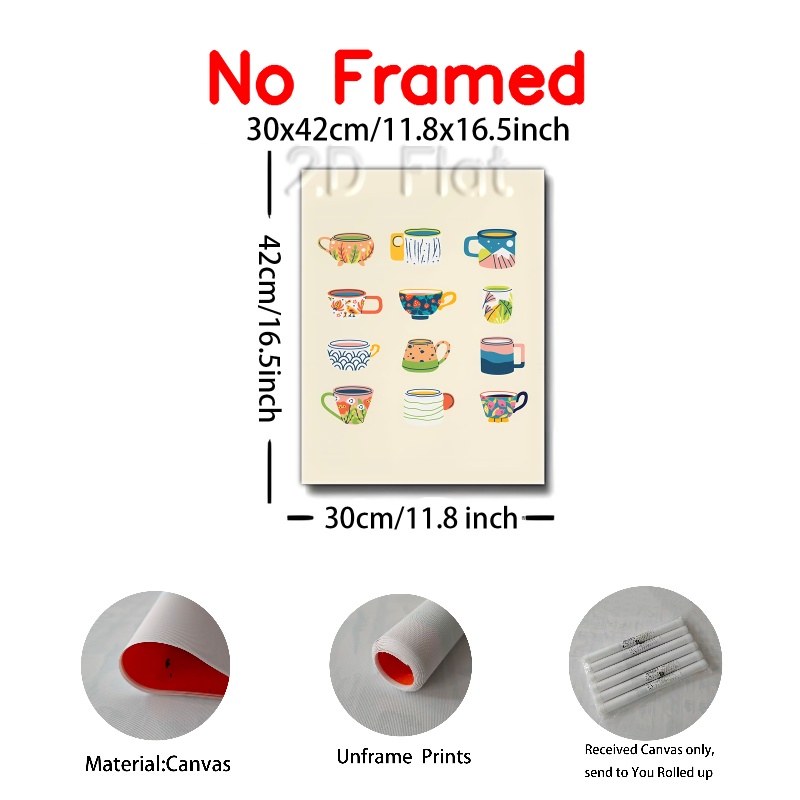 No Framed
30x42cm/11.8x16.5inch
2D Flat
42cm/16.5inch
30cm/11.8 inch
Material:Canvas
Unframe Prints
Received Canvas only,
send to You Rolled up